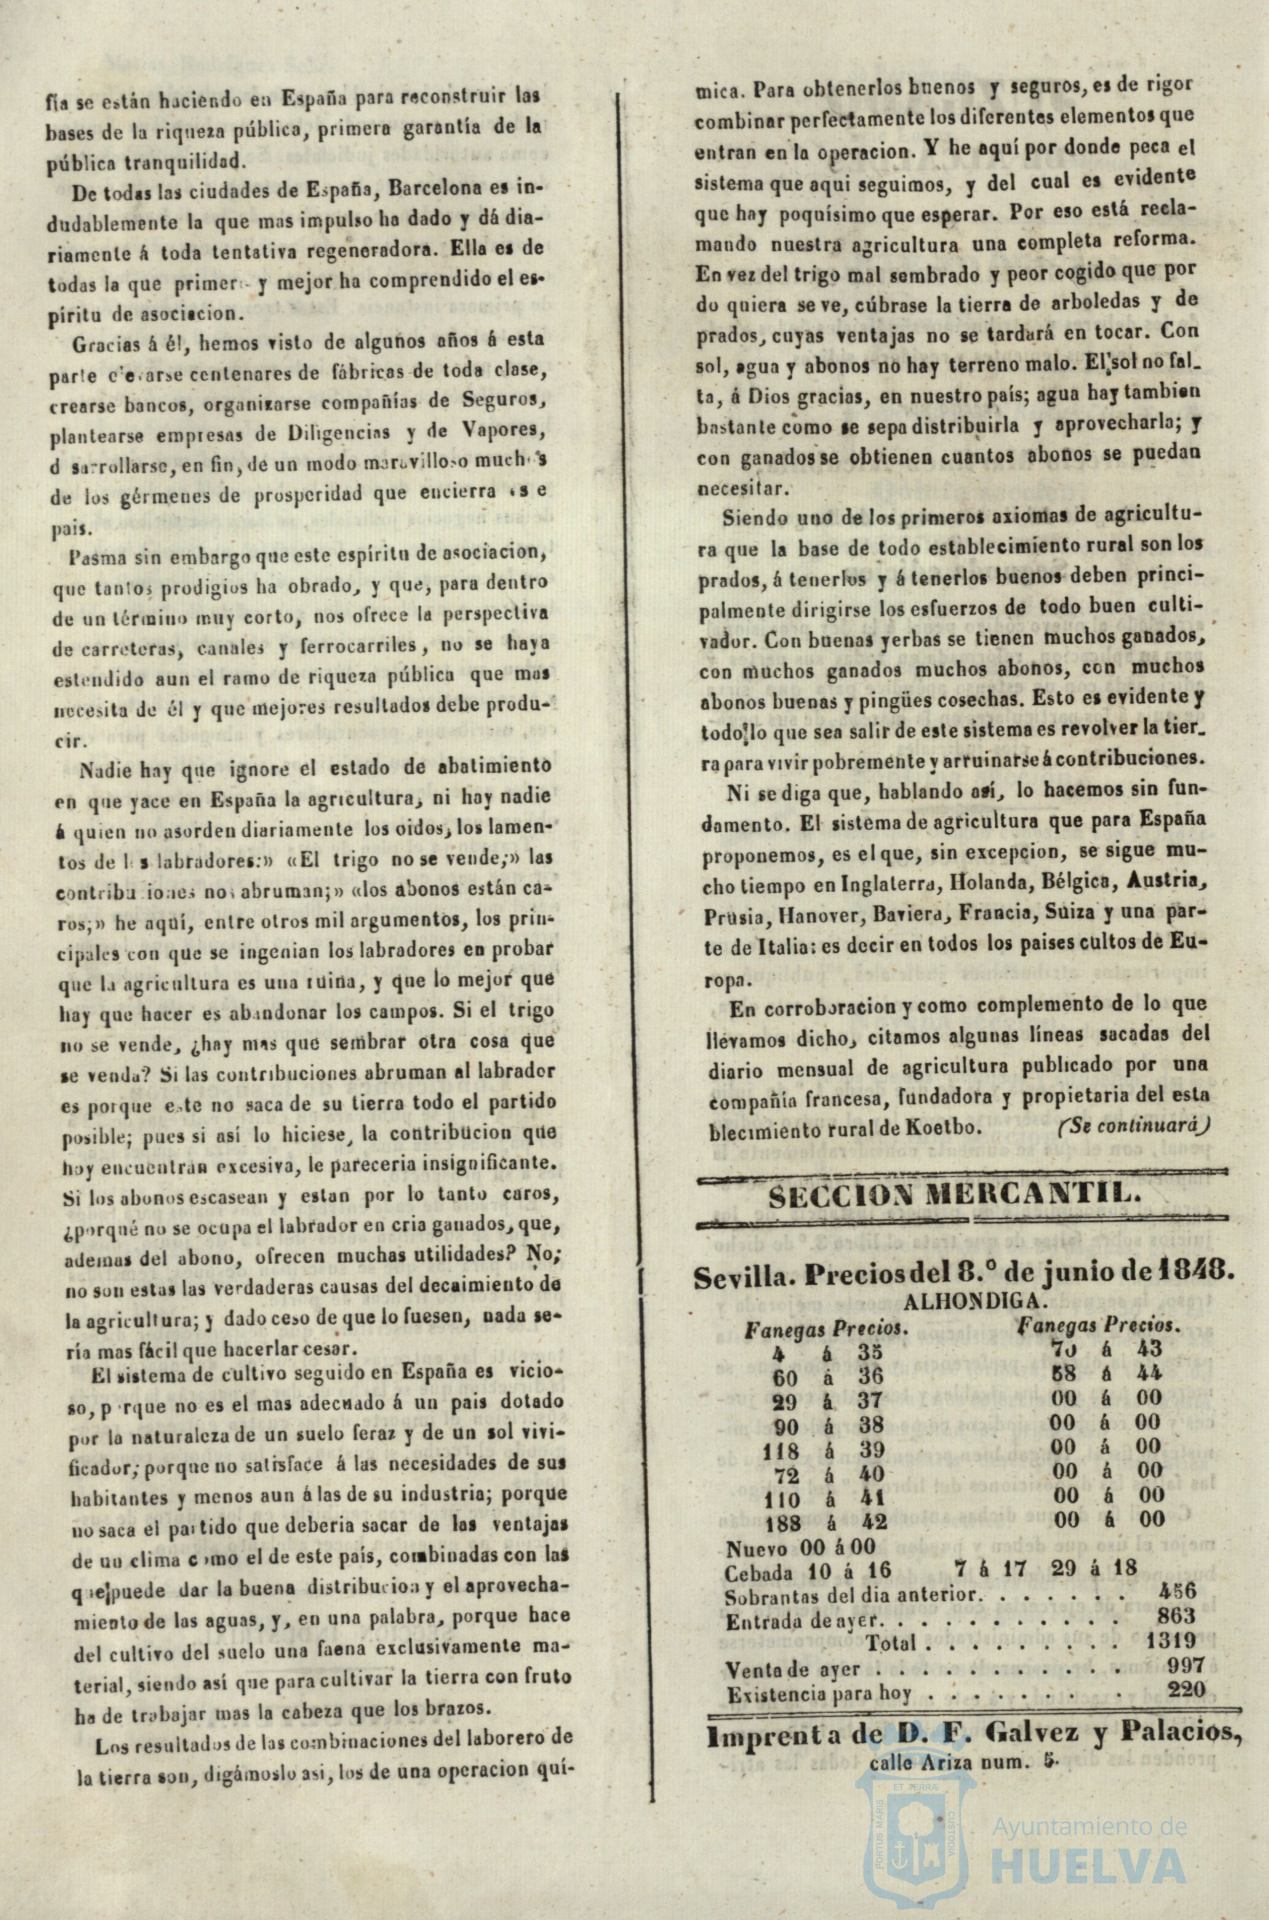 fía se están haciendo en España para reconstruir las
bases de la riqueza pública, primera garantía de la
pública tranquilidad.
De todas las ciudades de España, Barcelona es in-
dudablemente la que mas impulso ha dado y dá dia-
riamente á toda tentativa regeneradora. Ella es de
todas la que primer y mejor ha comprendido el es-
píritu de asociacion.
Gracias á él, hemos visto de algunos años á esta
parte centenares de fábricas de toda clase,
crearse bancos, organizarse compañías de Seguros,
plantearse empresas de Diligencias y de Vapores,
d sarrollarse, en fin, de un modo maravilloso much s
de los gérmenes de prosperidad que encierra s e
pais.
Pasma sin embargo que este espíritu de asociacion,
que tantos prodigios ha obrado, y que, para dentro
de un término muy corto, nos ofrece la perspectiva
de carreteras, canales y ferrocarriles, no se haya
estendido aun el ramo de riqueza pública que mas
necesita de él y que mejores resultados debe produ-
cir.
Nadie hay que ignore el estado de abatimiento
en que yace en España la agricultura, ni hay nadie
á quien no asorden diariamente los oidos, los lamen-
tos de l s labradores:» «El trigo no se vende;» las
contribu iones nos abruman;» «los abonos están ca-
ros;» he aquí, entre otros mil argumentos, los prin-
cipales con que se ingenian los labradores en probar
que la agricultura es una ruina, y que lo mejor que
hay que hacer es abandonar los campos. Si el trigo
no se vende, ¿hay mas que sembrar otra cosa que
se venda? Si las contribuciones abruman al labrador
es porque este no saca de su tierra todo el partido
posible; pues si así lo hiciese, la contribucion que
hoy encuentran excesiva, le pareceria insignificante.
Si los abonos escasean y estan por lo tanto caros,
¿porqué no se ocupa el labrador en cria ganados, que,
ademas del abono, ofrecen muchas utilidades? No;
no son estas las verdaderas causas del decaimiento de
la agricultura; y dado ceso de que lo fuesen, nada se-
ría mas fácil que hacerlar cesar.
El sistema de cultivo seguido en España es vicio-
so, p rque no es el mas adecuado á un pais dotado
por la naturaleza de un suelo feraz y de un sol vivi-
ficador; porque no satisface á las necesidades de sus
habitantes y menos aun á las de su industria; porque
no saca el partido que deberia sacar de las ventajas
de un clima como el de este país, combinadas con las
que puede dar la buena distribucion y el aprovecha-
miento de las aguas, y, en una palabra, porque hace
del cultivo del suelo una faena exclusivamente ma-
terial, siendo así que para cultivar la tierra con fruto
ha de trabajar mas la cabeza que los brazos.
Los resultados de las combinaciones del laborero de
la tierra son, digámoslo asi, los de una operacion quí-
mica. Para obtenerlos buenos y seguros, es de rigor
combinar perfectamente los diferentes elementos que
entran en la operacion. Y he aquí por donde peca el
sistema que aqui seguimos, y del cual es evidente
que hay poquísimo que esperar. Por eso está recla-
mando nuestra agricultura una completa reforma.
En vez del trigo mal sembrado y peor cogido que por
do quiera se ve, cúbrase la tierra de arboledas y de
prados, cuyas ventajas no se tardará en tocar. Con
sol, agua y abonos no hay terreno malo. El sol no fal_
ta, á Dios gracias, en nuestro país; agua hay tambien
bastante como se sepa distribuirla y aprovecharla; y
con ganados se obtienen cuantos abonos se puedan
necesitar.
Siendo uno de los primeros axiomas de agricultu-
ra que la base de todo establecimiento rural son los
prados, á tenerlos y á tenerlos buenos deben princi-
palmente dirigirse los esfuerzos de todo buen culti-
vador. Con buenas yerbas se tienen muchos ganados,
con muchos ganados muchos abonos, con muchos
abonos buenas y pingües cosechas. Esto es evidente y
todo lo que sea salir de este sistema es revolver la tier_
ra para vivir pobremente y arruinarse á contribuciones.
Ni se diga que, hablando así, lo hacemos sin fun-
damento. El sistema de agricultura que para España
proponemos, es el que, sin excepcion, se sigue mu-
cho tiempo en Inglaterra, Holanda, Bélgica, Austria,
Prusia, Hanover, Baviera, Francia, Suiza y una par-
te de Italia: es decir en todos los paises cultos de Eu-
ropa.
En corroboracion y como complemento de lo que
llevamos dicho, citamos algunas líneas sacadas del
diario mensual de agricultura publicado por una
compañía francesa, fundadora y propietaria del esta
blecimiento rural de Koetbo. (Se continuará)
SECCION MERCANTIL.
Sevilla. Precios del 8.º de junio de 1848.
ALHONDIGA.
Fanegas Precios. Fanegas Precios.
4 á 35 70 á 43
60 á 36 58 á 44
29 á 37 00 á 00
90 á 38 00 á 00
118 á 39 00 á 00
72 á 40 00 á 00
110 á 41 00 á 00
188 á 42 00 á 00
Nuevo 00 á 00
Cebada 10 á 16 7 á 17 29 á 18
Sobrantas del dia anterior. . . . . . . 456
Entrada de ayer. . . . . . . . . . . 863
Total . . . . . . . . . 1319
Venta de ayer . . . . . . . . . . . 997
Existencia para hoy . . . . . . . . 220
Imprenta de D. F. Galvez y Palacios,
calle Ariza num. 5.
ET TERRÆ
PORTUS MARIS
CUSTODIA
Ayuntamiento de
HUELVA